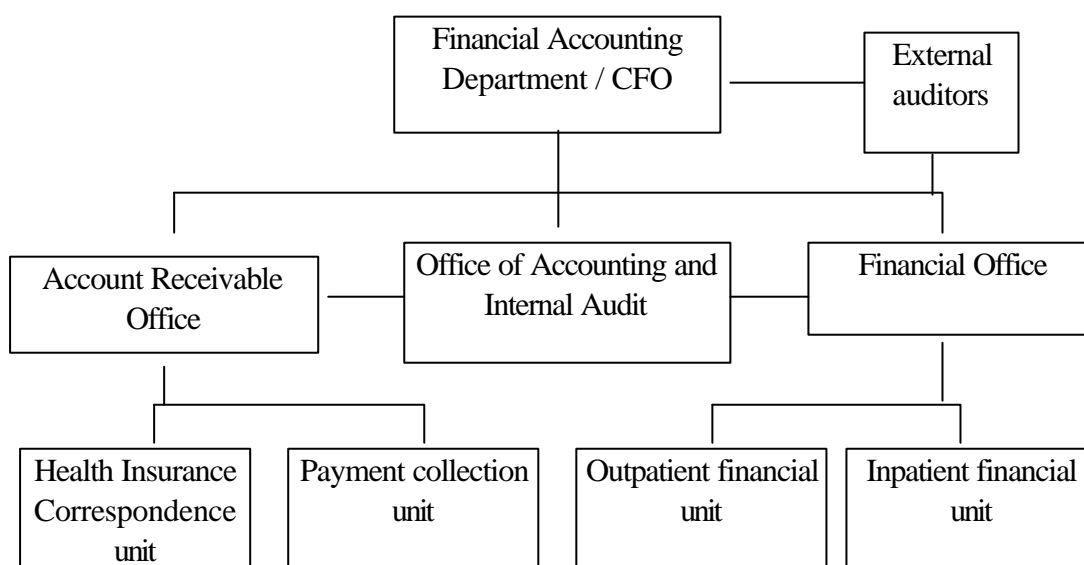 Financial Accounting
Department / CFO
External
auditors
Account Receivable
Office
Office of Accounting and
Internal Audit
Financial Office
Health Insurance
Correspondence
unit
Payment collection
unit
Outpatient financial
unit
Inpatient financial
unit